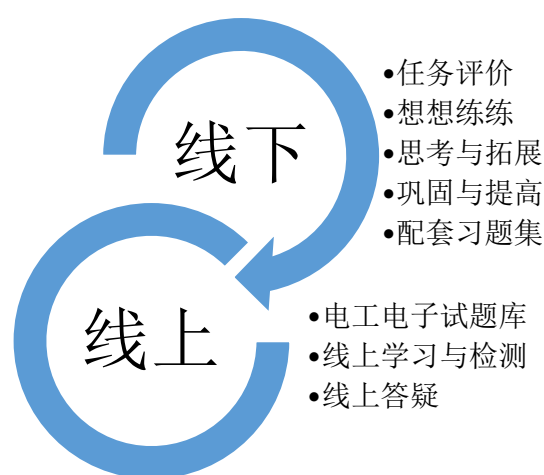 线下
•任务评价
•想想练练
•思考与拓展
•巩固与提高
•配套习题集
线上
•电工电子试题库
•线上学习与检测
•线上答疑